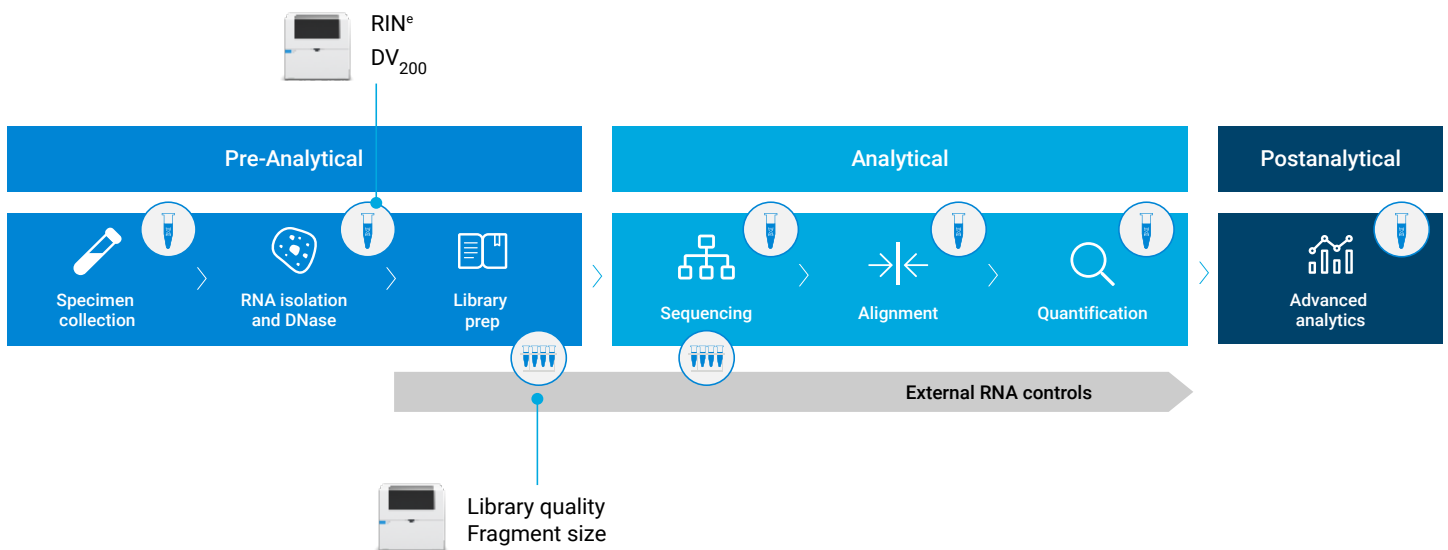 RINᵉ
DV₂₀₀
Pre-Analytical
Analytical
Postanalytical
Specimen
collection
RNA isolation
and DNase
Library
prep
Sequencing
Alignment
Quantification
Advanced
analytics
External RNA controls
Library quality
Fragment size